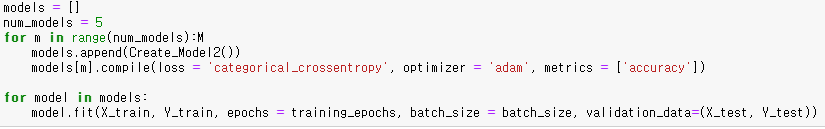 models = []
num_models = 5
for m in range(num_models):M
    models.append(Create_Model2())
    models[m].compile(loss = 'categorical_crossentropy', optimizer = 'adam', metrics = ['accuracy'])

for model in models:
    model.fit(X_train, Y_train, epochs = training_epochs, batch_size = batch_size, validation_data=(X_test, Y_test))